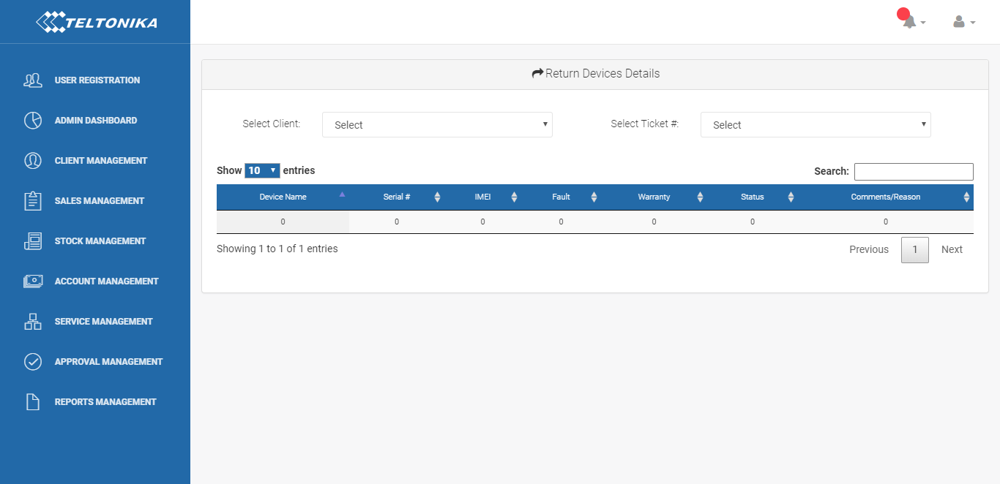 TELTONIKA
USER REGISTRATION
ADMIN DASHBOARD
CLIENT MANAGEMENT
SALES MANAGEMENT
STOCK MANAGEMENT
ACCOUNT MANAGEMENT
SERVICE MANAGEMENT
APPROVAL MANAGEMENT
REPORTS MANAGEMENT
Return Devices Details
Select Client: Select Select Ticket #: Select
Show 10 entries Search:
Device Name Serial # IMEI Fault Warranty Status Comments/Reason
0 0 0 0 0 0 0
Showing 1 to 1 of 1 entries Previous 1 Next